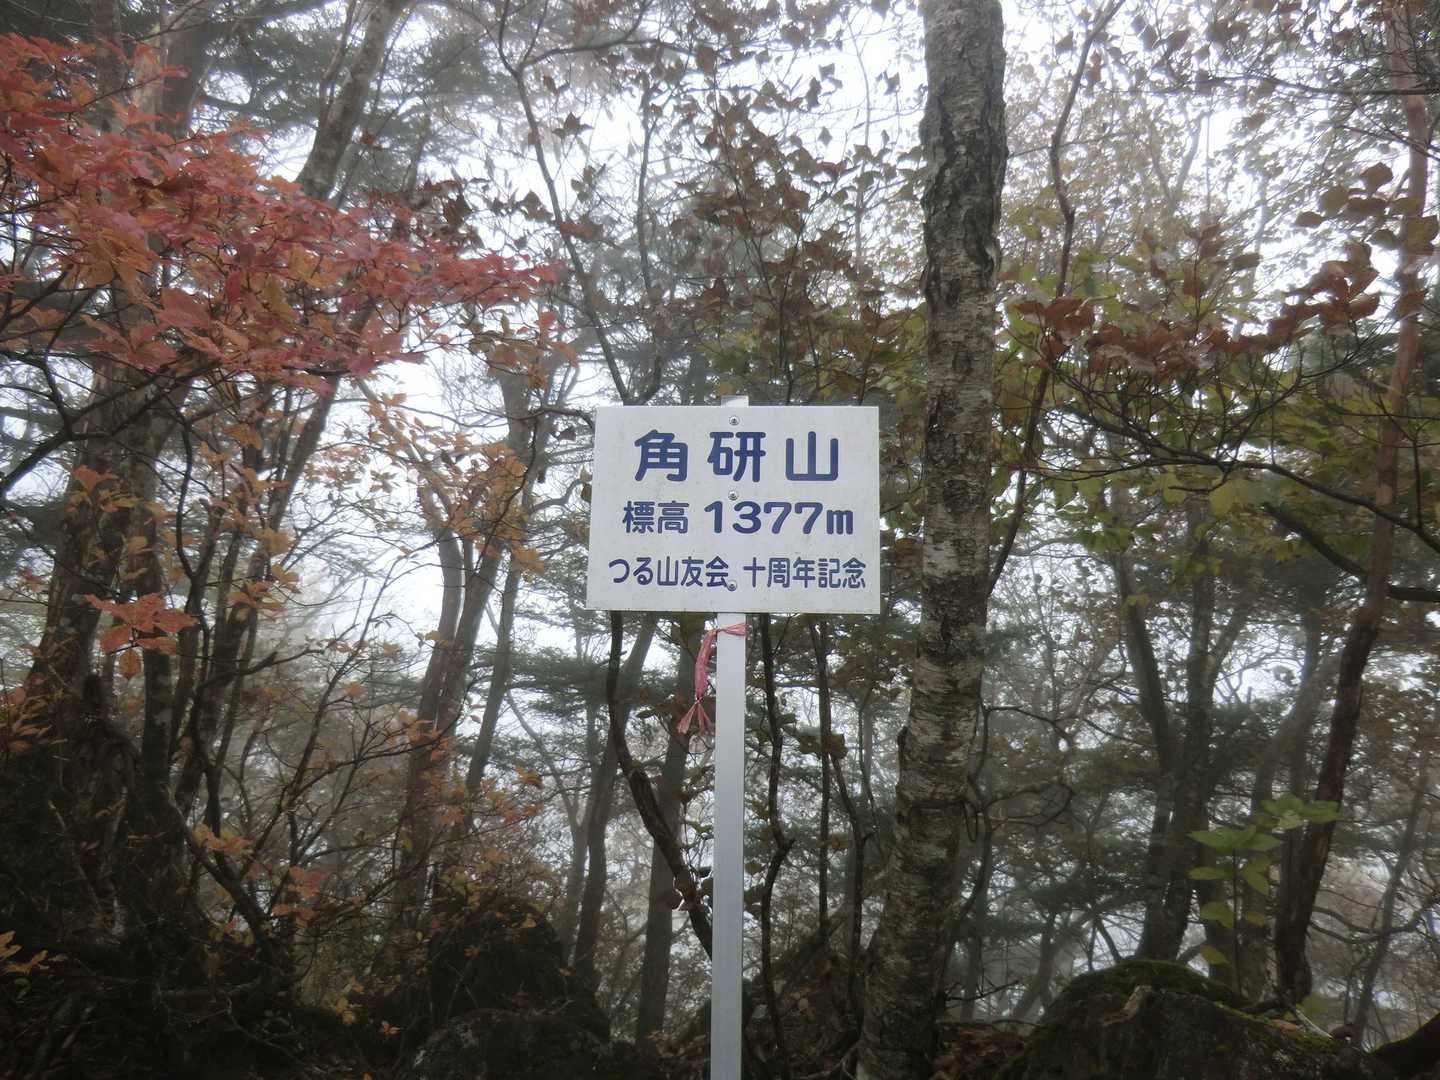 角研山
標高 1377m
つる山友会 十周年記念